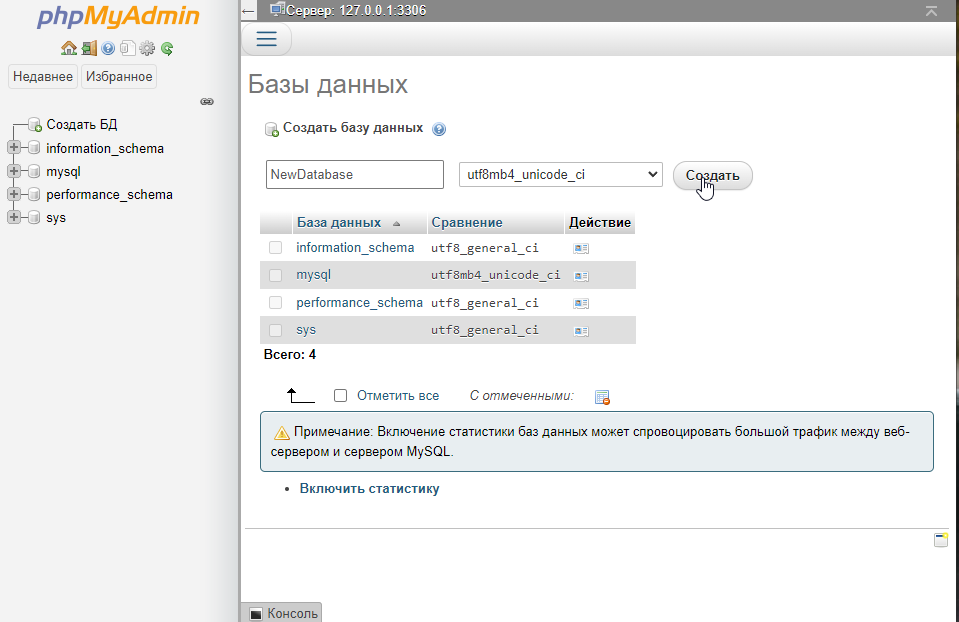 phpMyAdmin
Недавнее Избранное
Создать БД
information_schema
mysql
performance_schema
sys
Сервер: 127.0.0.1:3306
Базы данных
Создать базу данных
NewDatabase utf8mb4_unicode_ci Создать
База данных Сравнение Действие
information_schema utf8_general_ci
mysql utf8mb4_unicode_ci
performance_schema utf8_general_ci
sys utf8_general_ci
Всего: 4
Отметить все С отмеченными:
Примечание: Включение статистики баз данных может спровоцировать большой трафик между веб-
сервером и сервером MySQL.
• Включить статистику
Консоль